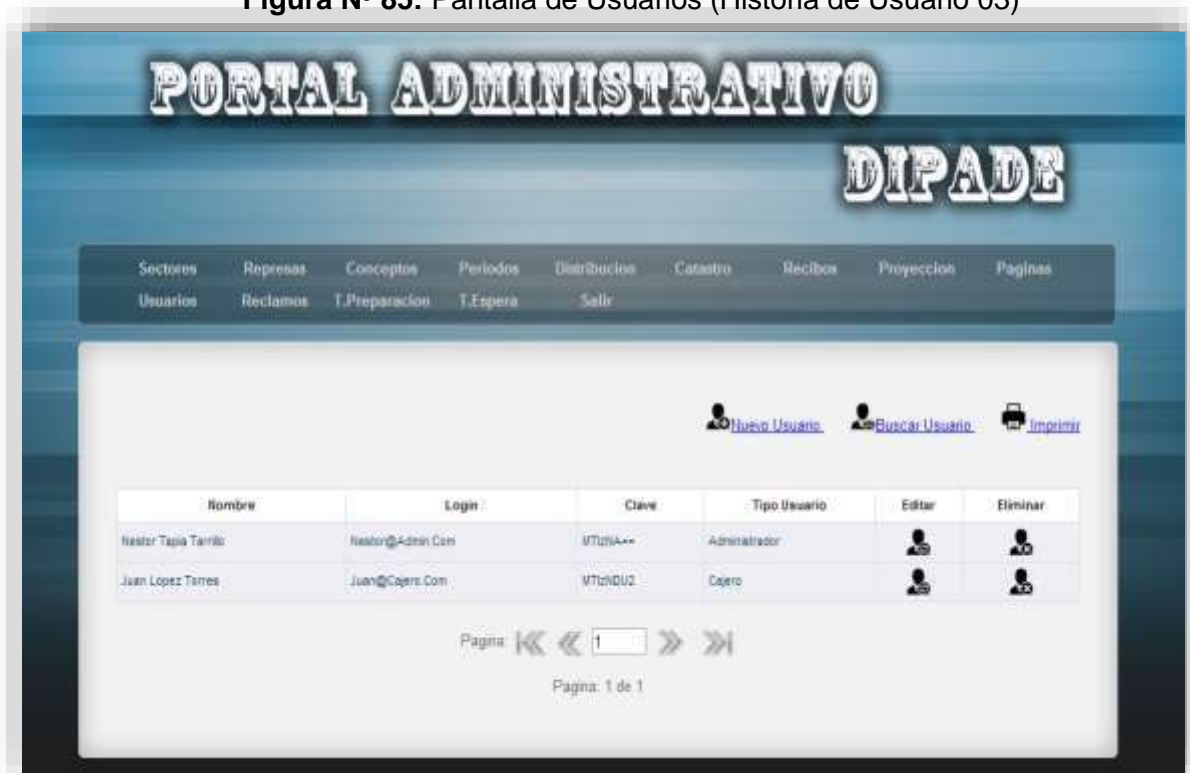 Figura Nº 85: Pantalla de Usuarios (Historia de Usuario 03)
PORTAL ADMINISTRATIVO
DIPADE
Sectores Represas Conceptos Periodos Distribucion Catastro Recibos Proyeccion Paginas
Usuarios Reclamos T.Preparacion T.Espera Salir
Nuevo Usuario Buscar Usuario Imprimir
Nombre Login Clave Tipo Usuario Editar Eliminar
Nestor Tapia Tarrillo Nestor@Admin.Com Administrador
Juan Lopez Torres Juan@Cajero.Com MTIzNDU2 Cajero
Pagina: 1
Pagina: 1 de 1